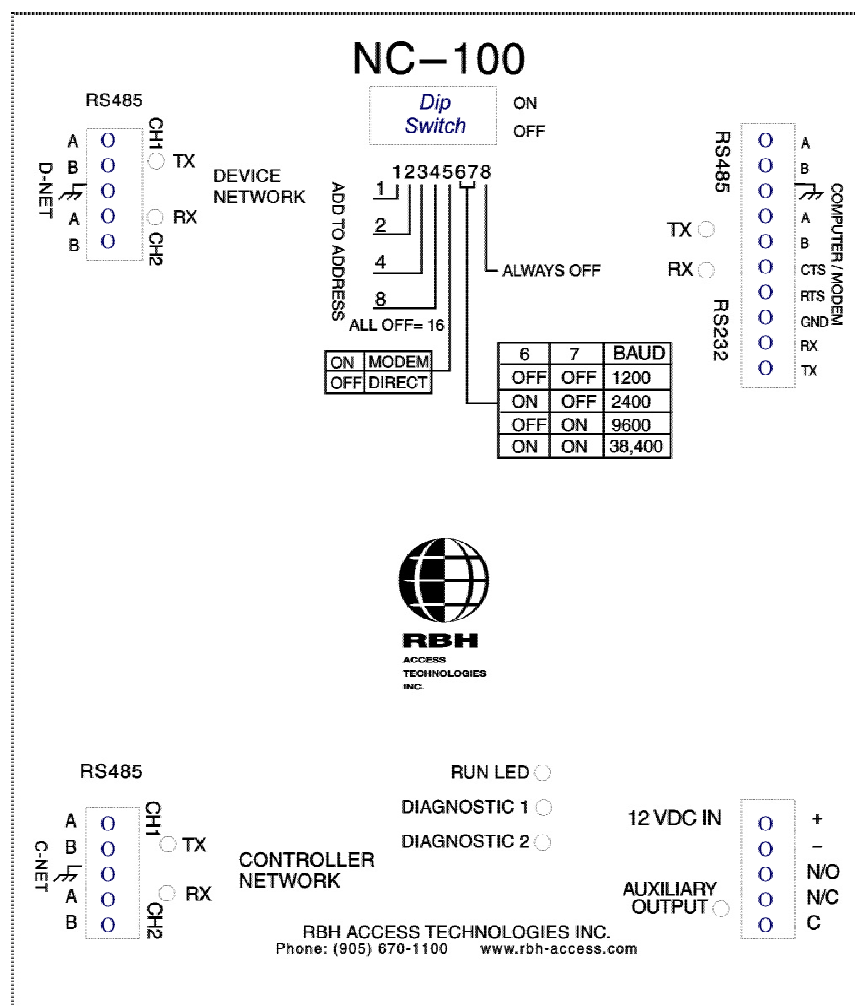 NC-100
RS485
Dip Switch
ON
OFF
CH1
A
B
A
B
D-NET
TX
RX
CH2
DEVICE
NETWORK
12345678
ADD TO ADDRESS
1
2
4
8
ALL OFF= 16
ALWAYS OFF
ON MODEM
OFF DIRECT
6 7 BAUD
OFF OFF 1200
ON OFF 2400
OFF ON 9600
ON ON 38,400
RS485
TX
RX
RS232
A
B
A
B
CTS
RTS
GND
RX
TX
COMPUTER / MODEM
RBH
ACCESS
TECHNOLOGIES
INC.
RS485
CH1
A
B
A
B
C-NET
TX
RX
CH2
CONTROLLER
NETWORK
RUN LED
DIAGNOSTIC 1
DIAGNOSTIC 2
12 VDC IN
AUXILIARY
OUTPUT
+
–
N/O
N/C
C
RBH ACCESS TECHNOLOGIES INC.
Phone: (905) 670-1100 www.rbh-access.com